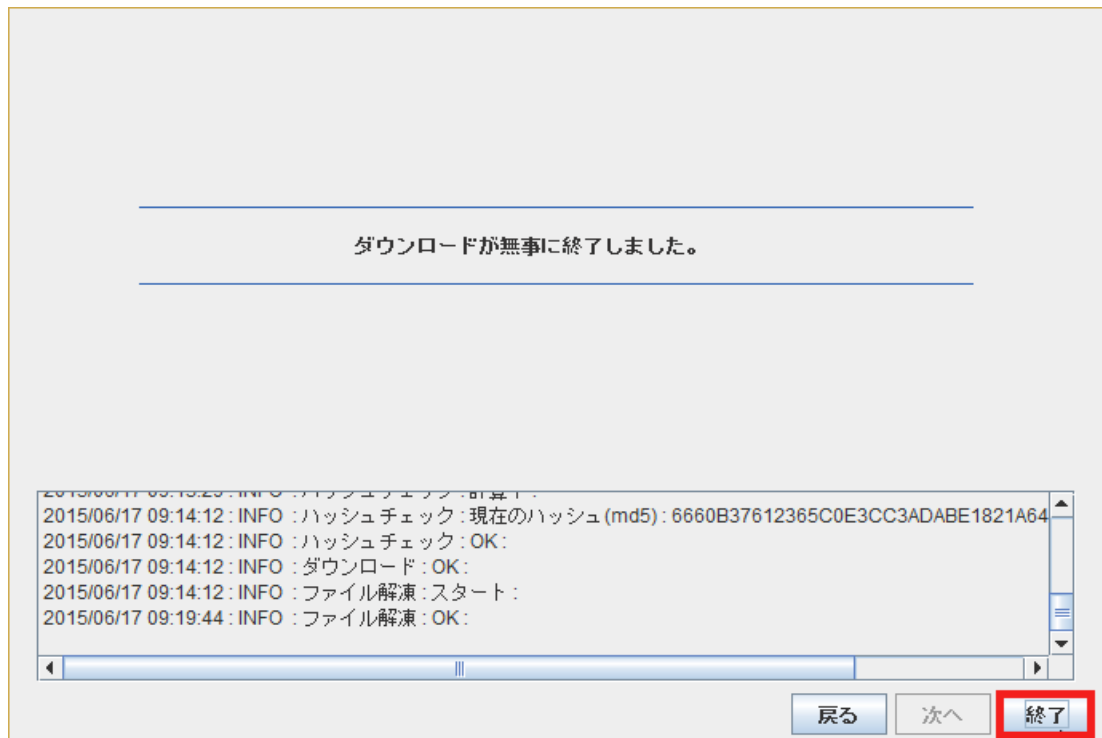 ダウンロードが無事に終了しました。
2015/06/17 09:14:12 : INFO : ハッシュチェック : 現在のハッシュ(md5) : 6660B37612365C0E3CC3ADABE1821A64
2015/06/17 09:14:12 : INFO : ハッシュチェック : OK :
2015/06/17 09:14:12 : INFO : ダウンロード : OK :
2015/06/17 09:14:12 : INFO : ファイル解凍 : スタート :
2015/06/17 09:19:44 : INFO : ファイル解凍 : OK :
戻る 次へ 終了